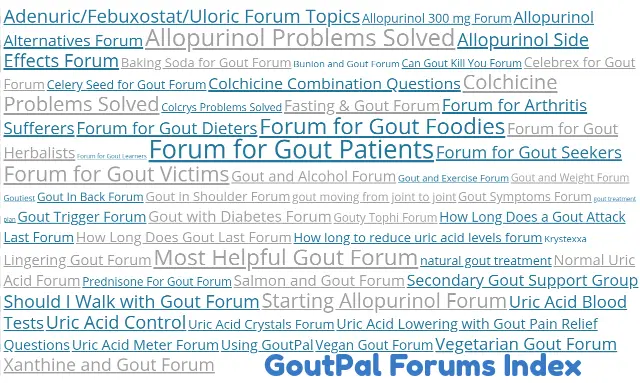 Adenuric/Febuxostat/Uloric Forum Topics Allopurinol 300 mg Forum Allopurinol
Alternatives Forum Allopurinol Problems Solved Allopurinol Side
Effects Forum Baking Soda for Gout Forum Bunion and Gout Forum Can Gout Kill You Forum Celebrex for Gout
Forum Celery Seed for Gout Forum Colchicine Combination Questions Colchicine
Problems Solved Colcrys Problems Solved Fasting & Gout Forum Forum for Arthritis
Sufferers Forum for Gout Dieters Forum for Gout Foodies Forum for Gout
Herbalists Forum for Gout Learners Forum for Gout Patients Forum for Gout Seekers
Forum for Gout Victims Gout and Alcohol Forum Gout and Exercise Forum Gout and Weight Forum
Goutiest Gout In Back Forum Gout In Shoulder Forum gout moving from joint to joint Gout Symptoms Forum gout treatment
plan Gout Trigger Forum Gout with Diabetes Forum Gouty Tophi Forum How Long Does a Gout Attack
Last Forum How Long Does Gout Last Forum How long to reduce uric acid levels forum Krystexxa
Lingering Gout Forum Most Helpful Gout Forum natural gout treatment Normal Uric
Acid Forum Prednisone For Gout Forum Salmon and Gout Forum Secondary Gout Support Group
Should I Walk with Gout Forum Starting Allopurinol Forum Uric Acid Blood
Tests Uric Acid Control Uric Acid Crystals Forum Uric Acid Lowering with Gout Pain Relief
Questions Uric Acid Meter Forum Using GoutPal Vegan Gout Forum Vegetarian Gout Forum
Xanthine and Gout Forum GoutPal Forums Index